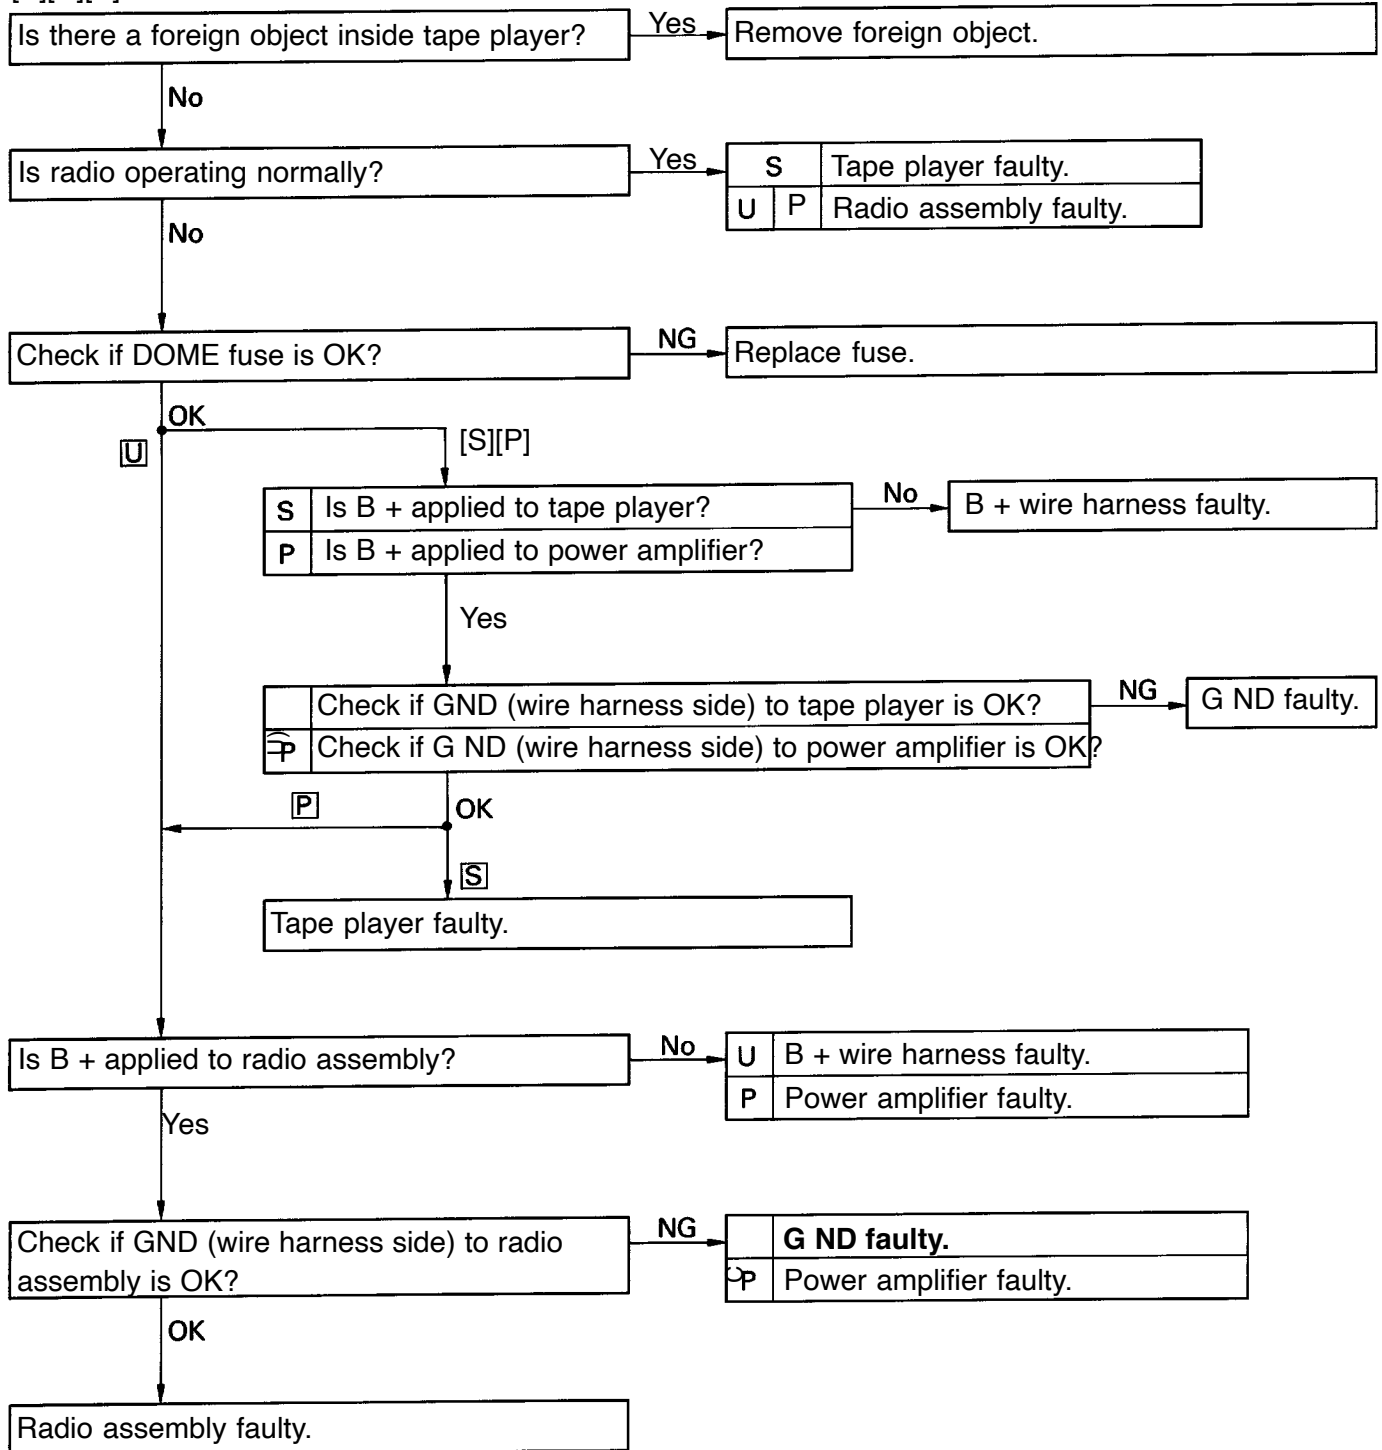 Is there a foreign object inside tape player?
Yes
Remove foreign object.
No
Is radio operating normally?
Yes
S Tape player faulty.
U P Radio assembly faulty.
No
Check if DOME fuse is OK?
NG
Replace fuse.
OK
U
[S][P]
S Is B + applied to tape player?
P Is B + applied to power amplifier?
No
B + wire harness faulty.
Yes
Check if GND (wire harness side) to tape player is OK?
P Check if G ND (wire harness side) to power amplifier is OK?
NG
G ND faulty.
P
OK
S
Tape player faulty.
Is B + applied to radio assembly?
No
U B + wire harness faulty.
P Power amplifier faulty.
Yes
Check if GND (wire harness side) to radio
assembly is OK?
NG
G ND faulty.
P Power amplifier faulty.
OK
Radio assembly faulty.